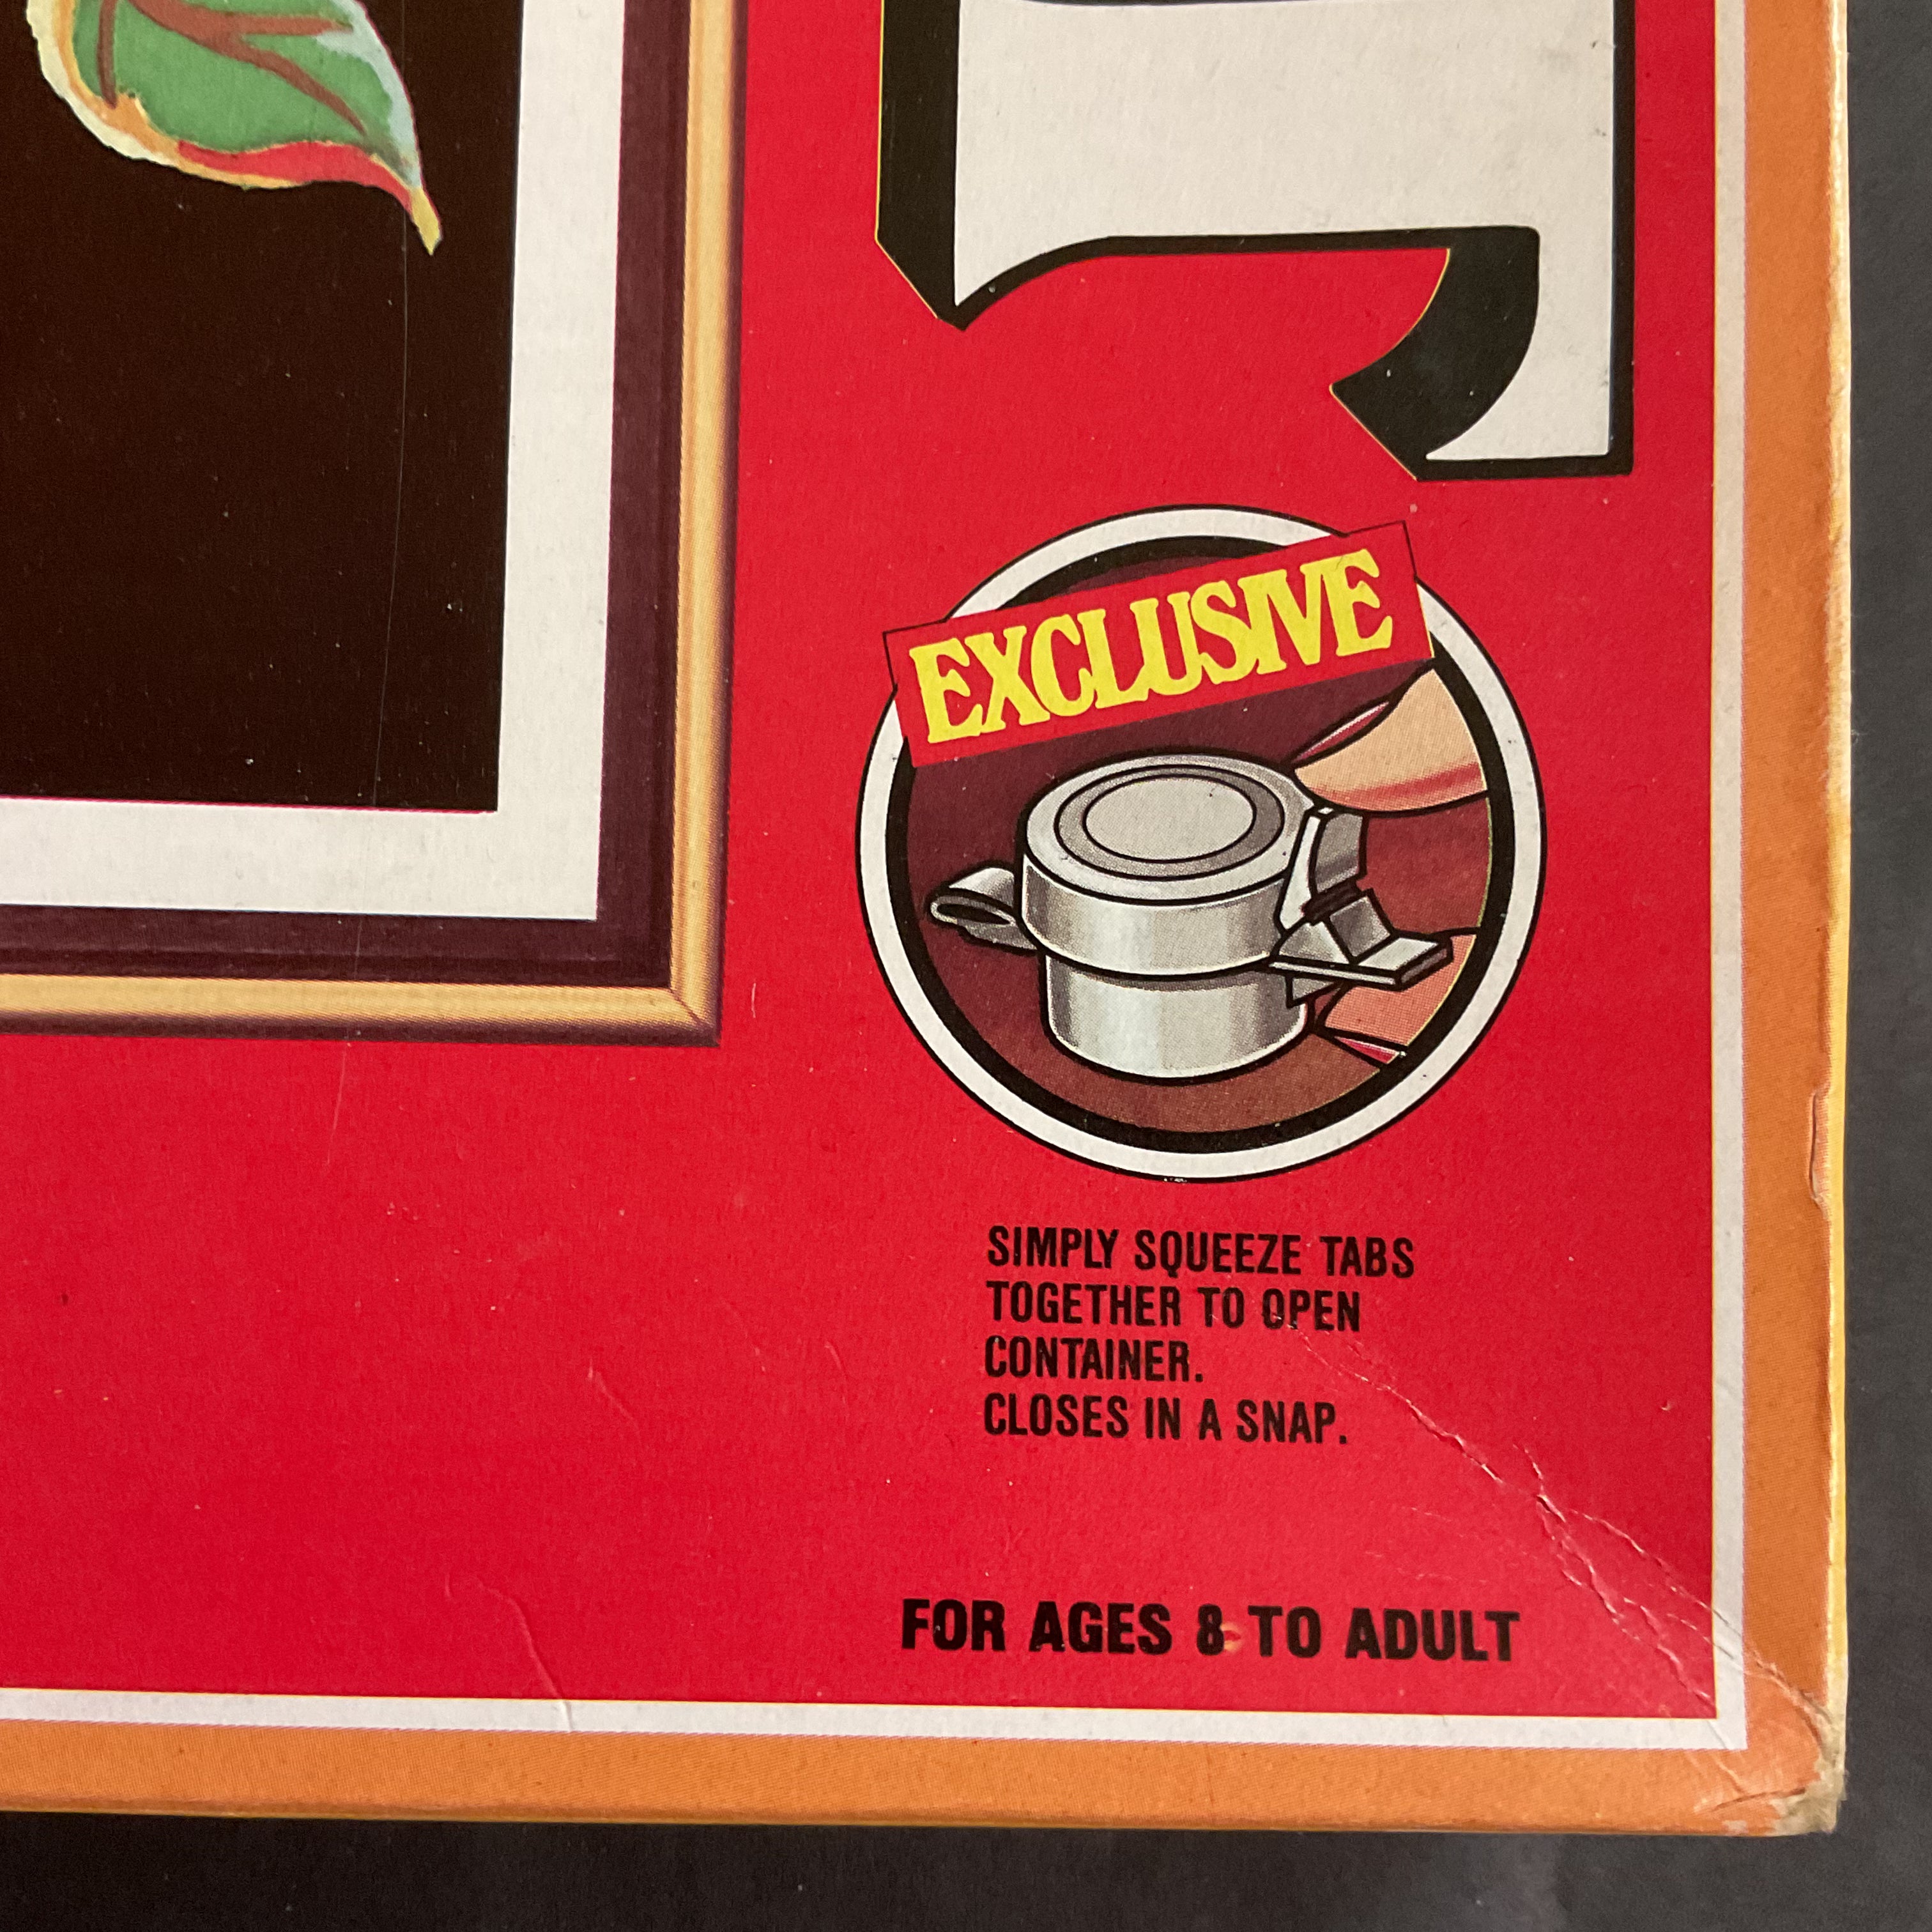 EXCLUSIVE
SIMPLY SQUEEZE TABS
TOGETHER TO OPEN
CONTAINER.
CLOSES IN A SNAP.
FOR AGES 8 TO ADULT